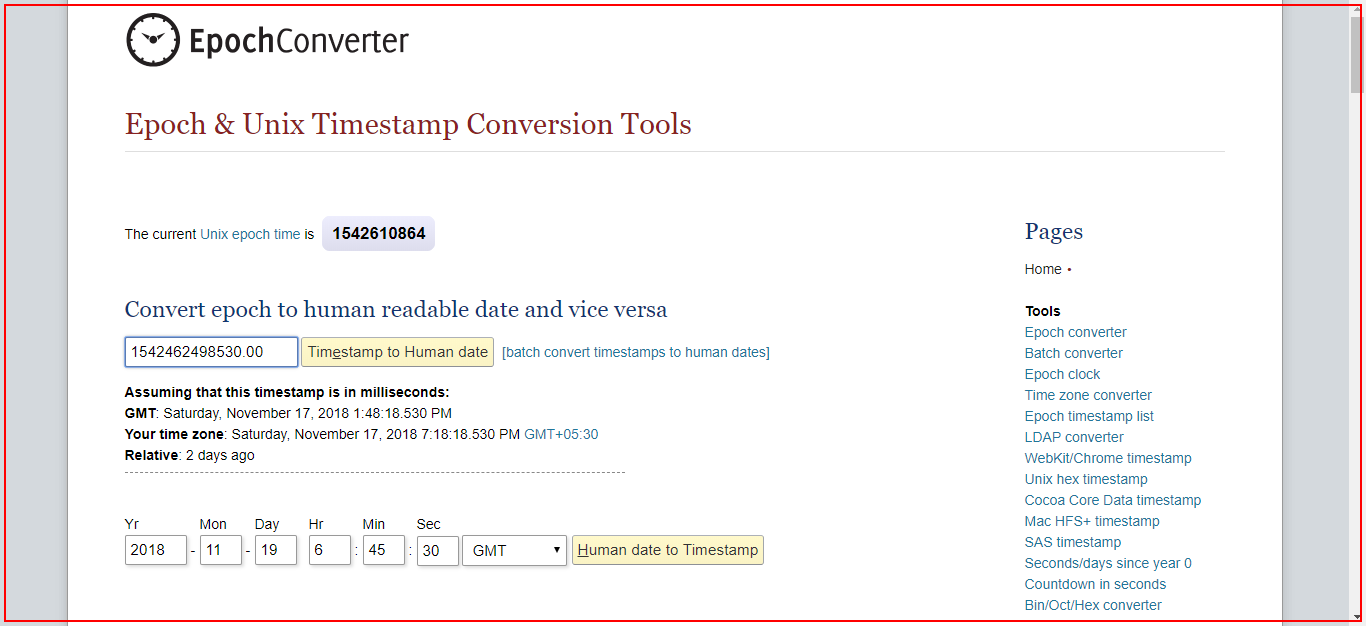 EpochConverter
Epoch & Unix Timestamp Conversion Tools
The current Unix epoch time is 1542610864
Convert epoch to human readable date and vice versa
1542462498530.00 Timestamp to Human date [batch convert timestamps to human dates]
Assuming that this timestamp is in milliseconds:
GMT: Saturday, November 17, 2018 1:48:18.530 PM
Your time zone: Saturday, November 17, 2018 7:18:18.530 PM GMT+05:30
Relative: 2 days ago
Yr Mon Day Hr Min Sec
2018 - 11 - 19 6 : 45 : 30 GMT Human date to Timestamp
Pages
Home •
Tools
Epoch converter
Batch converter
Epoch clock
Time zone converter
Epoch timestamp list
LDAP converter
WebKit/Chrome timestamp
Unix hex timestamp
Cocoa Core Data timestamp
Mac HFS+ timestamp
SAS timestamp
Seconds/days since year 0
Countdown in seconds
Bin/Oct/Hex converter